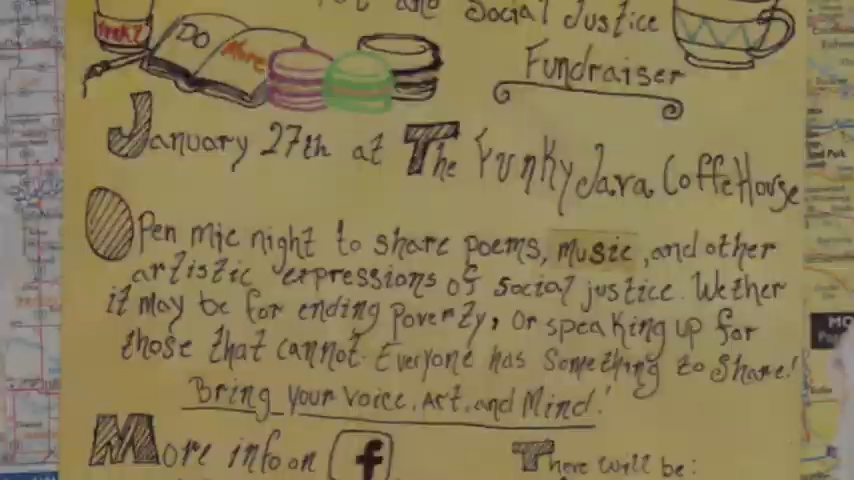 and Social Justice
Fundraiser
Do More
January 27th at The Funky Java CoffeHouse
Open mic night to share poems, music, and other
artistic expressions of social justice. Wether
it may be for ending poverty, Or speaking up for
those that cannot. Everyone has something to share!
Bring your voice, Art, and Mind!
More info on f
There will be: